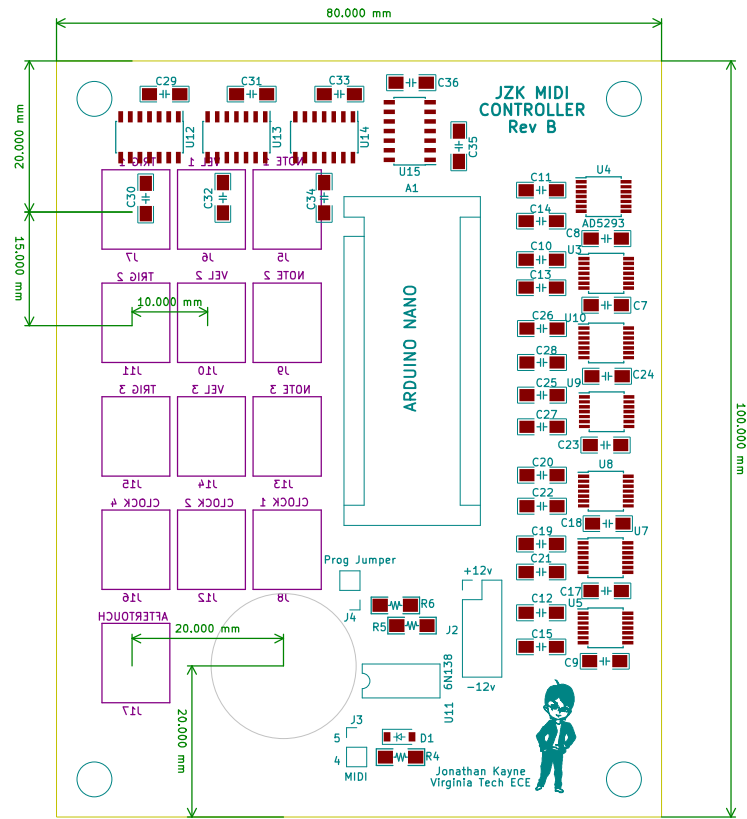 80.000 mm
C29
C31
C33
C36
JZK MIDI
CONTROLLER
Rev B
20.000 mm
U12
U13
U14
C35
U15
TRIG 1
VEL 1
NOTE 1
C30
C32
C34
A1
C11
U4
C14
AD5293
C8
J7
J6
J5
C10
U3
C13
15.000 mm
TRIG 2
VEL 2
NOTE 2
10.000 mm
C7
C26
U10
ARDUINO NANO
C28
J11
J10
J9
C24
TRIG 3
VEL 3
NOTE 3
C25
U9
C27
100.000 mm
C23
J15
J14
J13
C20
U8
CLOCK 4
CLOCK 2
CLOCK 1
C22
C18
C19
U7
Prog Jumper
C21
+12v
J16
J12
J8
C17
R6
C12
U5
AFTERTOUCH
J4
20.000 mm
R5
J2
C15
C9
6N138
-12v
J17
U11
20.000 mm
J3
5
D1
4
R4
MIDI
Jonathan Kayne
Virginia Tech ECE